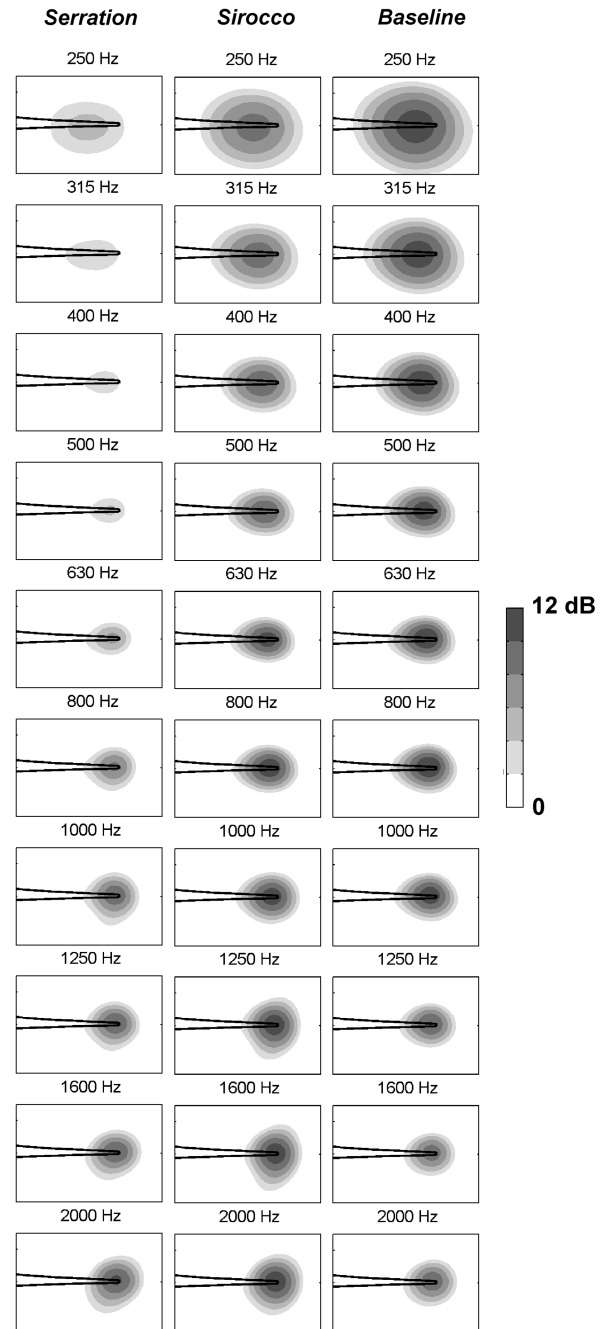 Serration Sirocco Baseline
250 Hz 250 Hz 250 Hz
315 Hz 315 Hz 315 Hz
400 Hz 400 Hz 400 Hz
500 Hz 500 Hz 500 Hz
630 Hz 630 Hz 630 Hz
12 dB
800 Hz 800 Hz 800 Hz
0
1000 Hz 1000 Hz 1000 Hz
1250 Hz 1250 Hz 1250 Hz
1600 Hz 1600 Hz 1600 Hz
2000 Hz 2000 Hz 2000 Hz